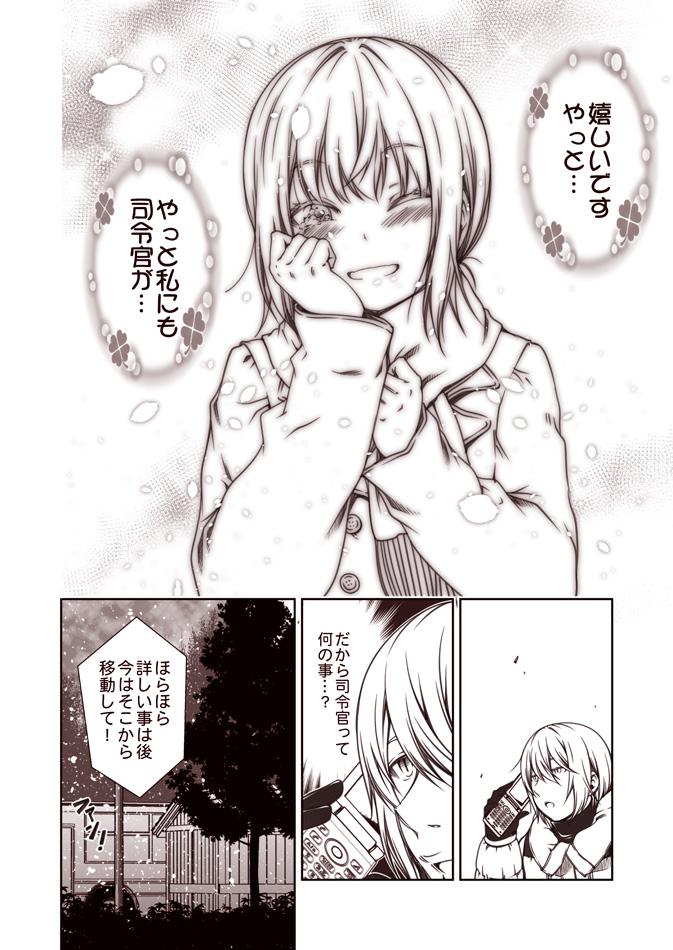 嬉しいです
やっと…
やっと私にも
司令官が…
だから司令官って
何の事…?
ほらほら
詳しい事は後
今はそこから
移動して!
ファン!